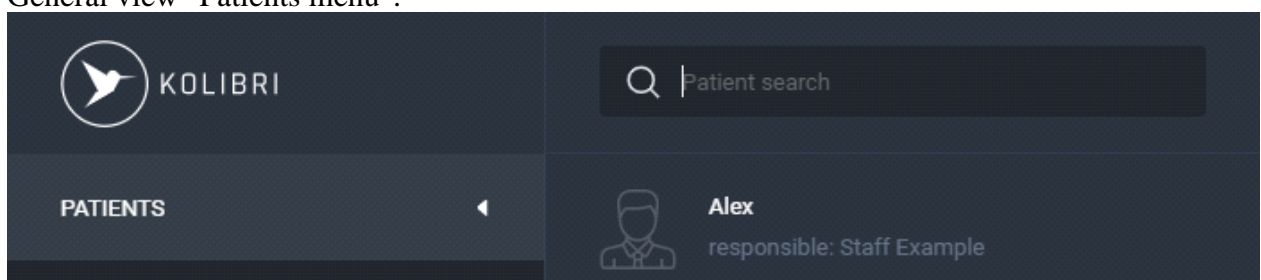 General view "Patients menu":
KOLIBRI
Patient search
PATIENTS
Alex
responsible: Staff Example